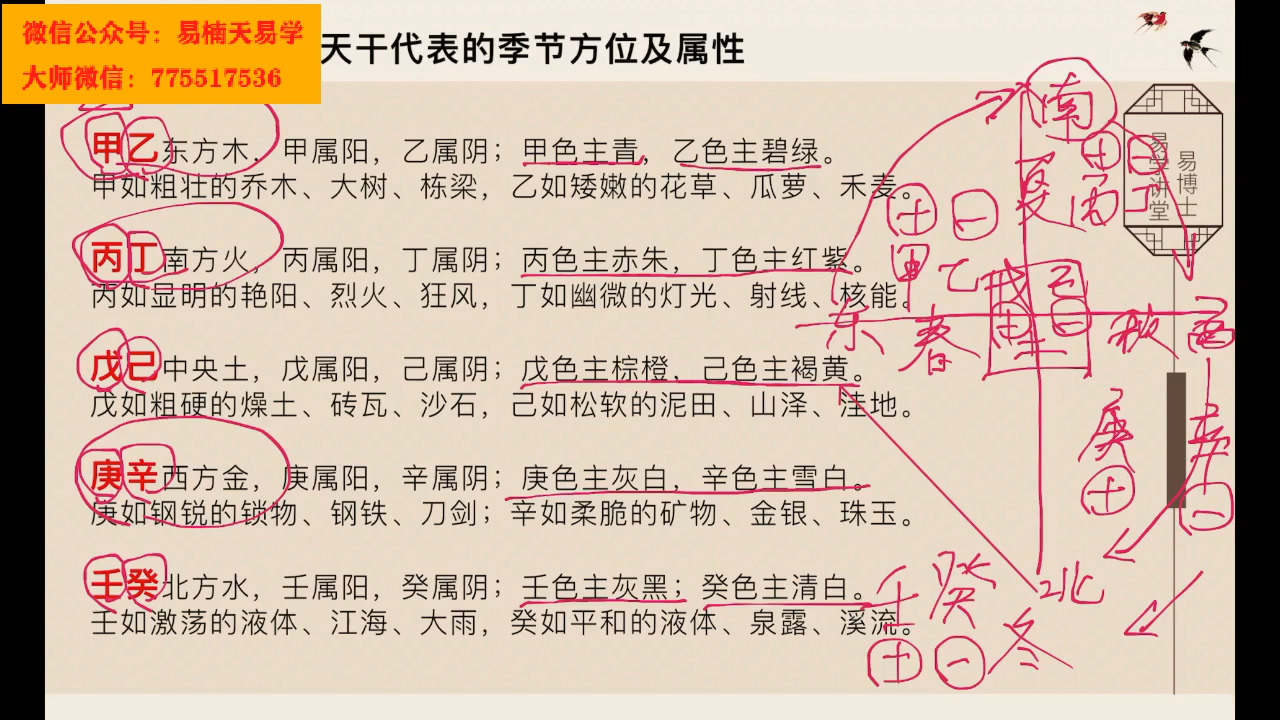 微信公众号：易楠天易学
大师微信：775517536
天干代表的季节方位及属性
甲乙东方木，甲属阳，乙属阴；甲色主青，乙色主碧绿。
甲如粗壮的乔木、大树、栋梁，乙如矮嫩的花草、瓜萝、禾麦。
丙丁南方火，丙属阳，丁属阴；丙色主赤朱，丁色主红紫。
丙如显明的艳阳、烈火、狂风，丁如幽微的灯光、射线、核能。
戊己中央土，戊属阳，己属阴；戊色主棕橙，己色主褐黄。
戊如粗硬的燥土、砖瓦、沙石，己如松软的泥田、山泽、洼地。
庚辛西方金，庚属阳，辛属阴；庚色主灰白，辛色主雪白。
庚如钢锐的锁物、钢铁、刀剑；辛如柔脆的矿物、金银、珠玉。
壬癸北方水，壬属阳，癸属阴；壬色主灰黑；癸色主清白。
壬如激荡的液体、江海、大雨，癸如平和的液体、泉露、溪流。
易博士
易学讲堂
南
+ －
夏 丙 丁
+ －
甲 乙
戊 己
+ －
土
东 春
秋 西
庚 辛
+ －
北
壬 癸
+ －
冬